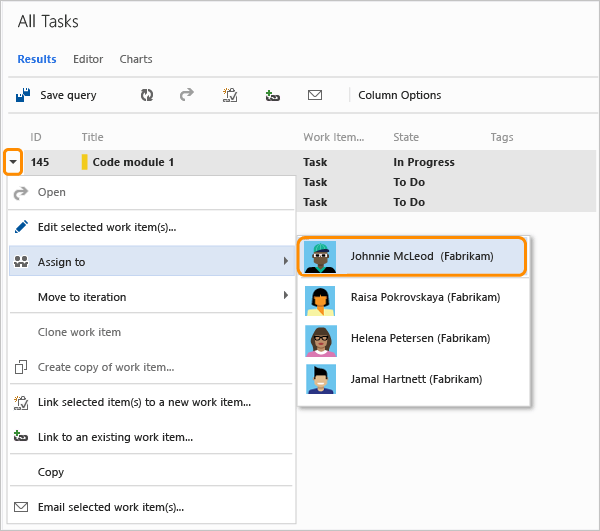 All Tasks
Results Editor Charts
Save query Column Options
ID Title Work Item... State Tags
145 Code module 1 Task In Progress
Task To Do
Task To Do
Open
Edit selected work item(s)...
Assign to
Johnnie McLeod (Fabrikam)
Raisa Pokrovskaya (Fabrikam)
Helena Petersen (Fabrikam)
Jamal Hartnett (Fabrikam)
Move to iteration
Clone work item
Create copy of work item...
Link selected item(s) to a new work item...
Link to an existing work item...
Copy
Email selected work item(s)...